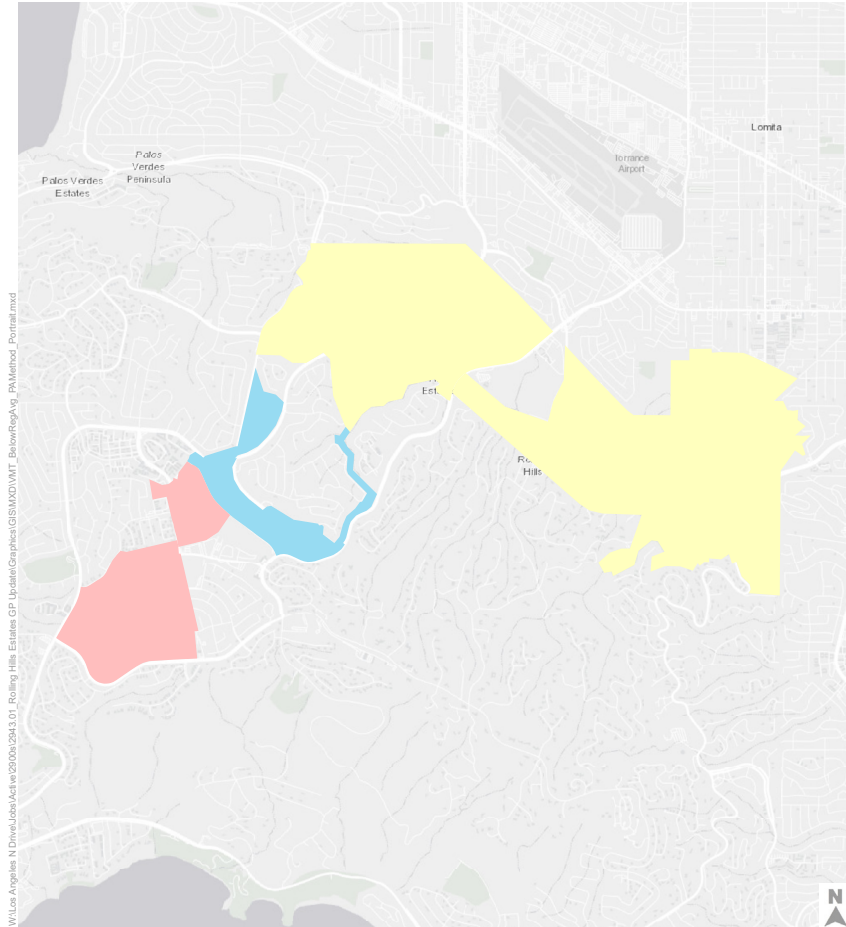 Lomita
Torrance
Airport
Palos
Verdes
Peninsula
Palos Verdes
Estates
Hills
N
W:\Los Angeles N Drive\Jobs\Active\2900s\2943.01_Rolling Hills Estates GP Update\Graphics\GIS\MXD\VMT_BelowRegAvg_PAMethod_Portrait.mxd